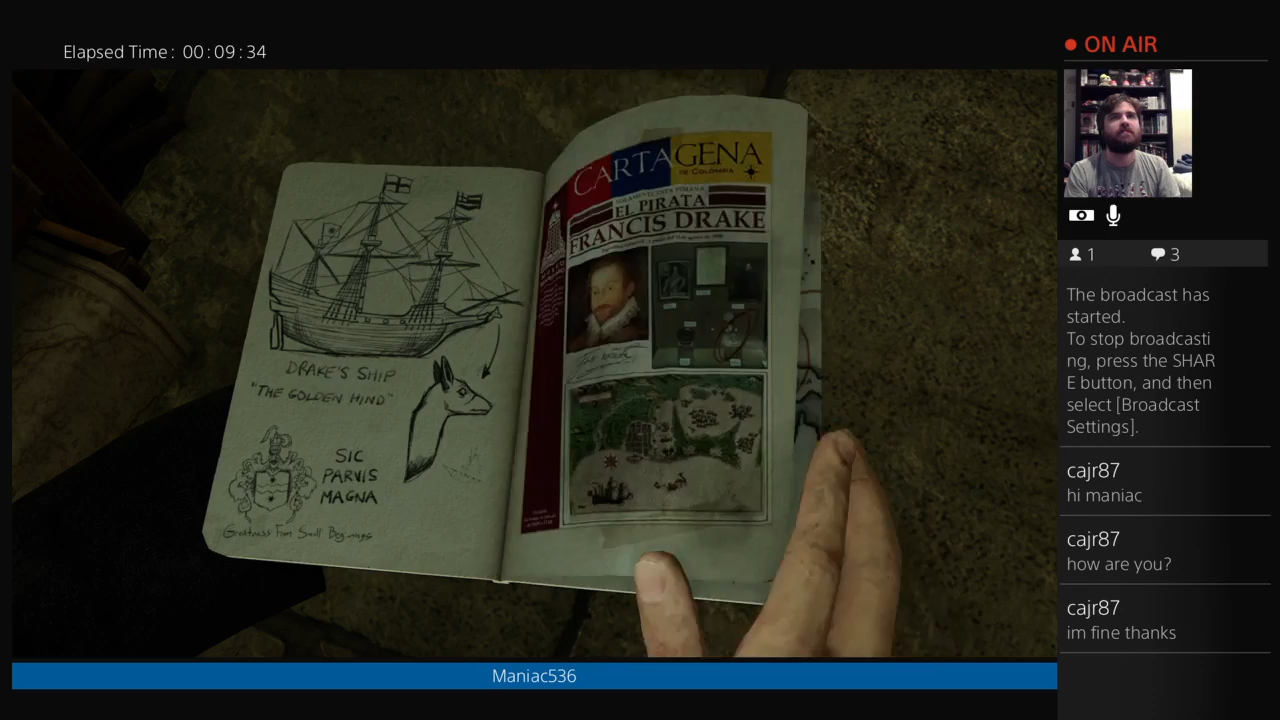 Elapsed Time: 00:09:34
ON AIR
CARTAGENA
DE COLOMBIA
EL PIRATA
FRANCIS DRAKE
DRAKE'S SHIP
"THE GOLDEN HIND"
SIC
PARVIS
MAGNA
Greatness From Small Beginnings
1
3
The broadcast has
started.
To stop broadcasti
ng, press the SHAR
E button, and then
select [Broadcast
Settings].
cajr87
hi maniac
cajr87
how are you?
cajr87
im fine thanks
Maniac536